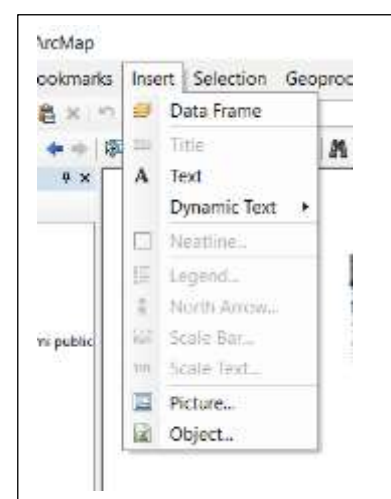 ArcMap
ookmarks Insert Selection Geoproc
Data Frame
Title
A Text
Dynamic Text
Neatline...
Legend...
North Arrow...
Scale Bar...
Scale Text...
mi public
Picture...
Object...